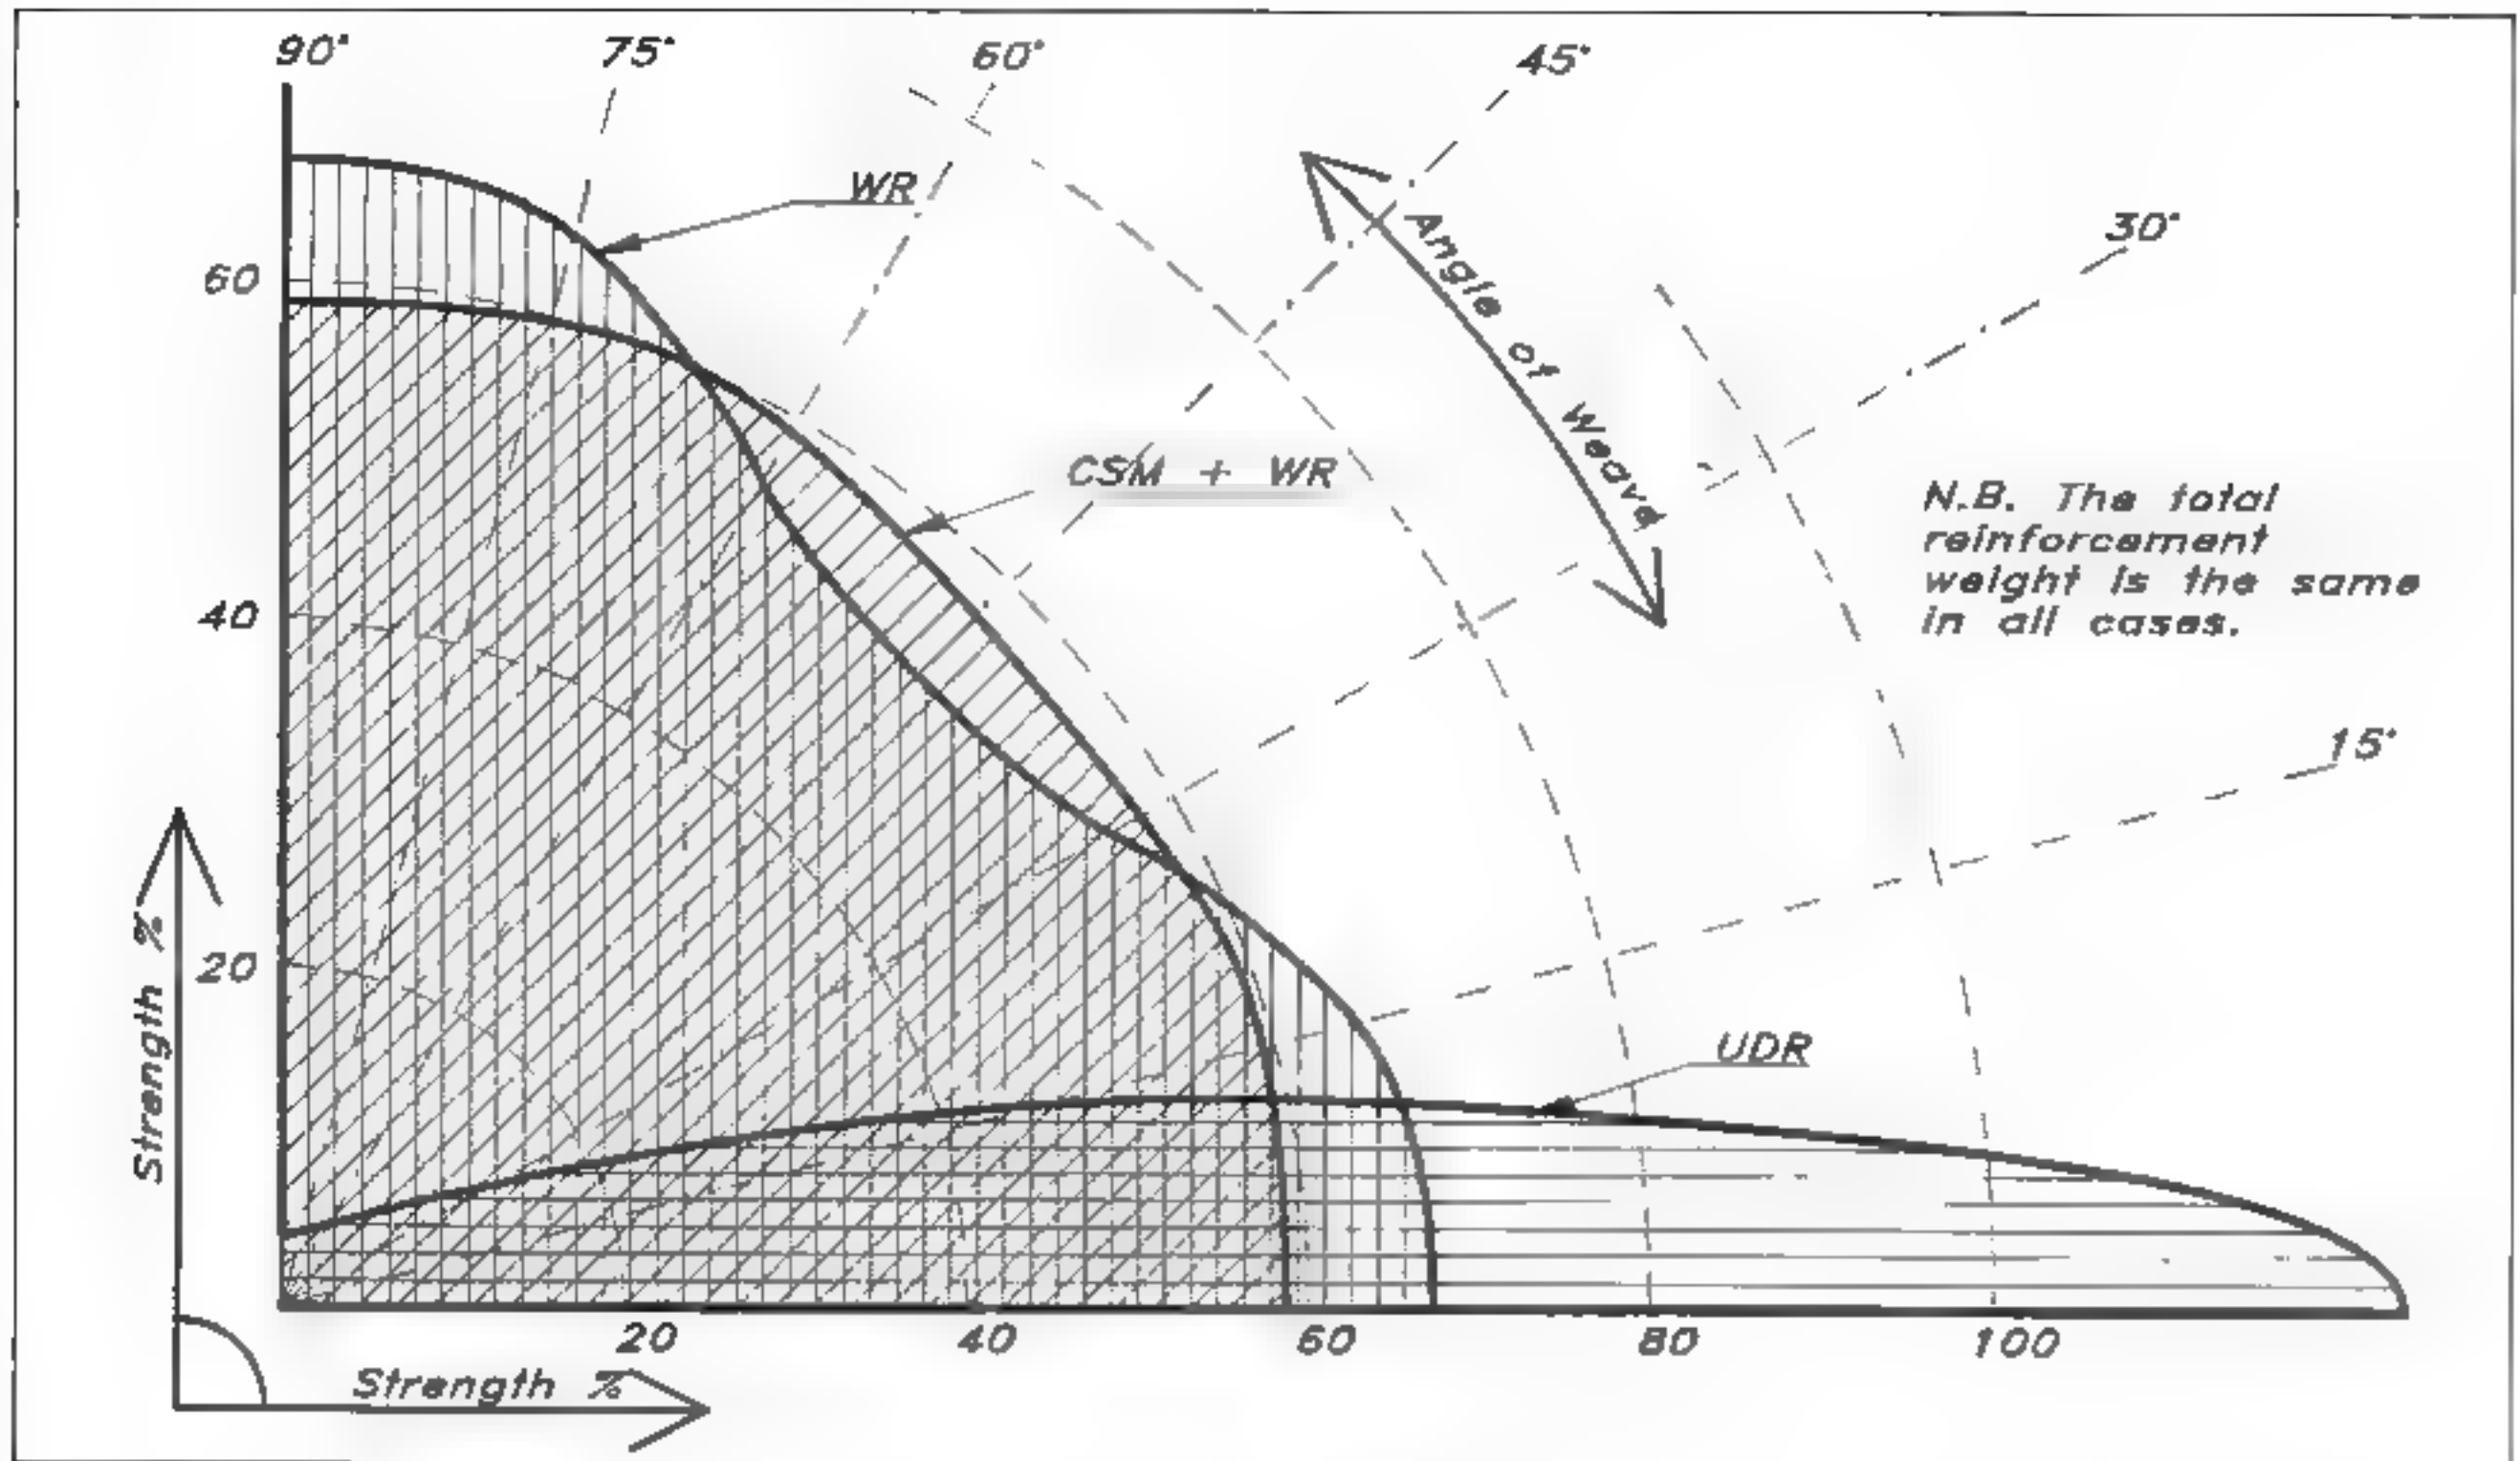 90°
75°
60°
45°
30°
15°
WR
CSM + WR
UDR
Angle of Weave
N.B. The total
reinforcement
weight is the same
in all cases.
60
40
20
Strength %
20
40
60
80
100
Strength %